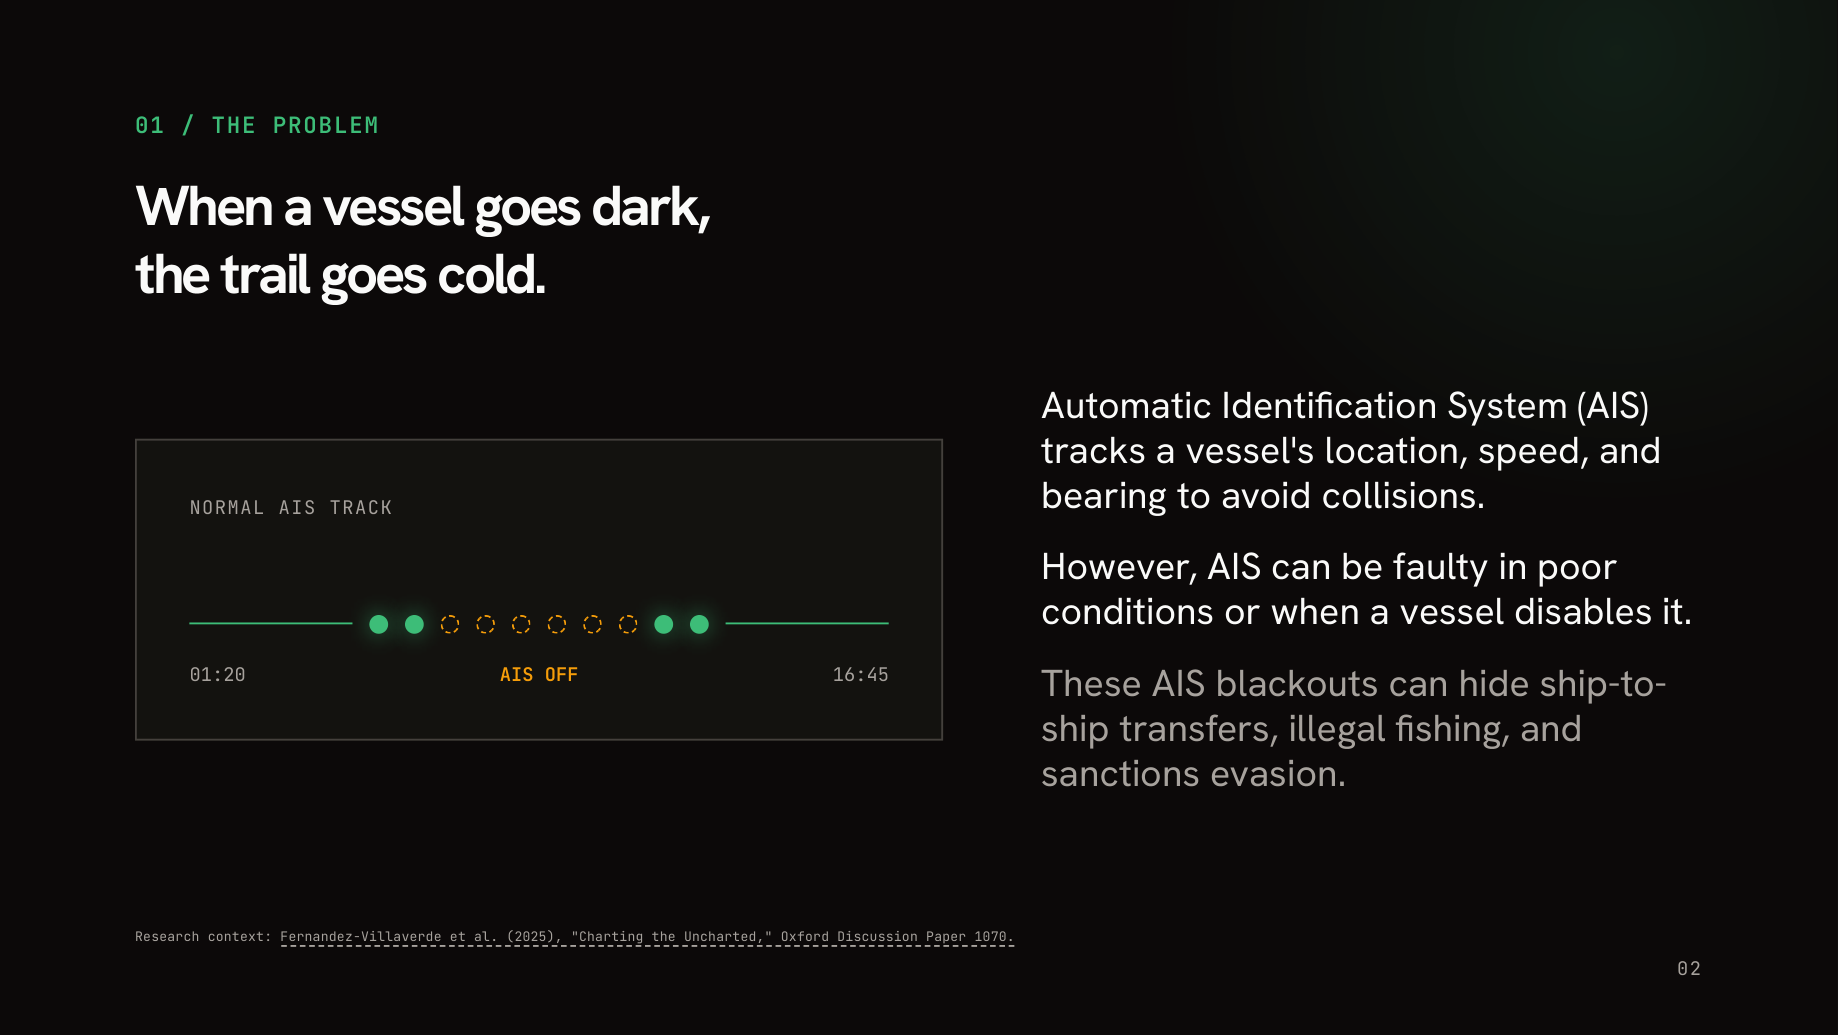 01 / THE PROBLEM
When a vessel goes dark,
the trail goes cold.
NORMAL AIS TRACK
01:20
AIS OFF
16:45
Automatic Identification System (AIS)
tracks a vessel's location, speed, and
bearing to avoid collisions.
However, AIS can be faulty in poor
conditions or when a vessel disables it.
These AIS blackouts can hide ship-to-
ship transfers, illegal fishing, and
sanctions evasion.
Research context: Fernandez-Villaverde et al. (2025), "Charting the Uncharted," Oxford Discussion Paper 1070.
02